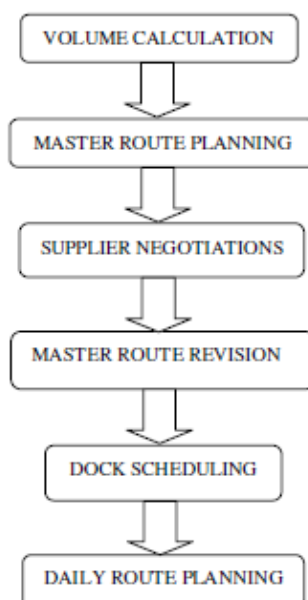 VOLUME CALCULATION
MASTER ROUTE PLANNING
SUPPLIER NEGOTIATIONS
MASTER ROUTE REVISION
DOCK SCHEDULING
DAILY ROUTE PLANNING